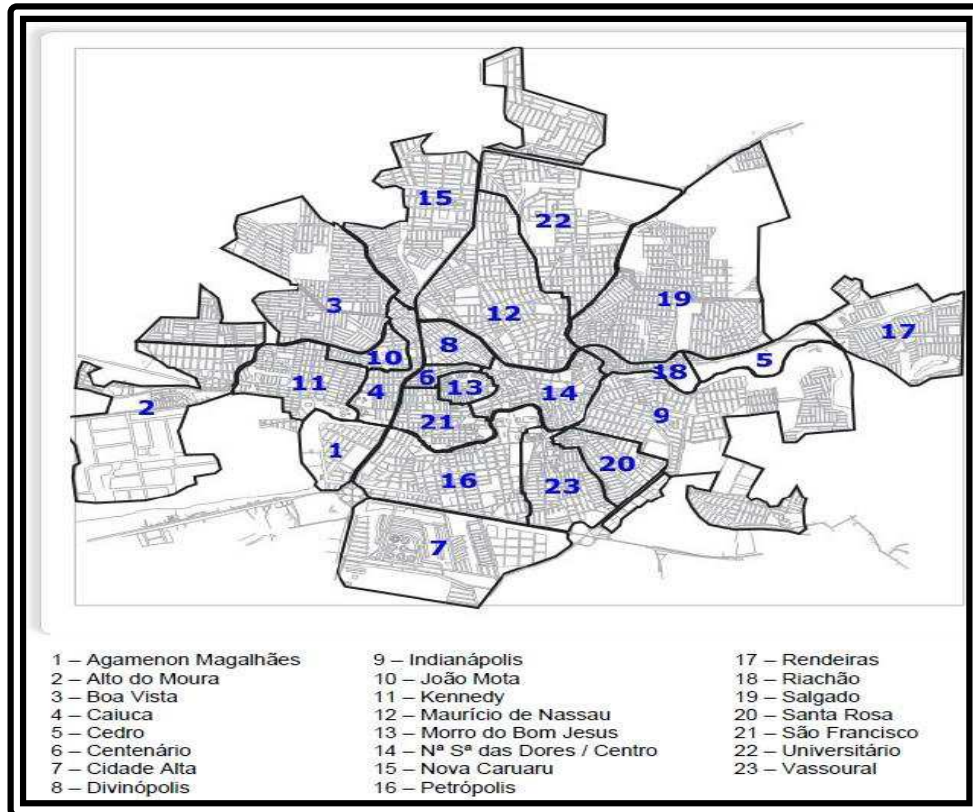 15
22
3
12
19
17
10
8
5
11
6
13
18
4
14
2
21
9
1
16
20
23
7
1 – Agamenon Magalhães
2 – Alto do Moura
3 – Boa Vista
4 – Caiuca
5 – Cedro
6 – Centenário
7 – Cidade Alta
8 – Divinópolis
9 – Indianápolis
10 – João Mota
11 – Kennedy
12 – Maurício de Nassau
13 – Morro do Bom Jesus
14 – Nª Sª das Dores / Centro
15 – Nova Caruaru
16 – Petrópolis
17 – Rendeiras
18 – Riachão
19 – Salgado
20 – Santa Rosa
21 – São Francisco
22 – Universitário
23 – Vassoural